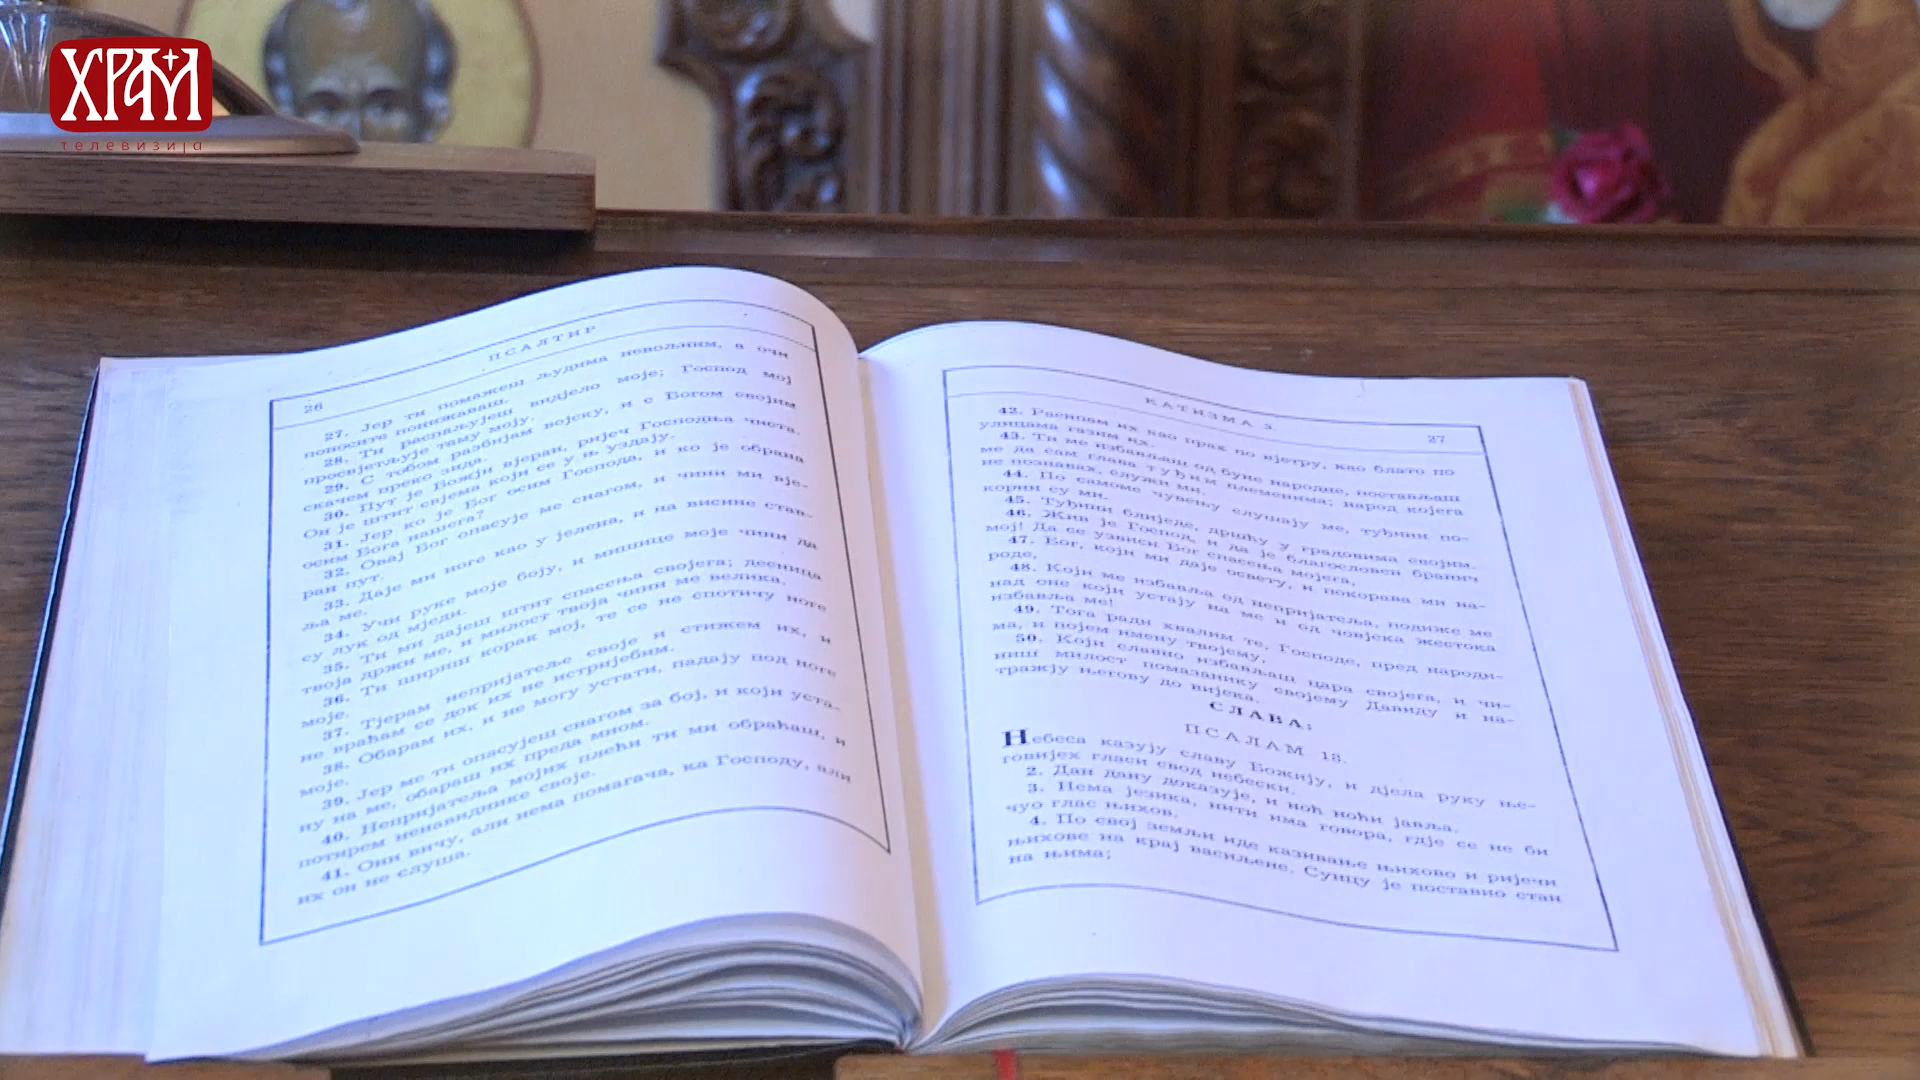 ХРАМ
телевизија
26
ПСАЛТИР
27. Јер ти помажеш људима невољним, а очи
поносите понижаваш.
28. Ти распаљујеш видјело моје; Господ мој
просвјетљује таму моју.
29. С тобом разбијам војску, и с Богом својим
скачем преко зида.
30. Пут је Божји вјеран, ријеч Господња чиста.
Он је штит свјема који се у њ уздају.
31. Јер ко је Бог осим Господа, и ко је обрана
осим Бога нашега?
32. Овај Бог опасује ме снагом, и чини ми вје-
ран пут.
33. Даје ми ноге као у јелена, и на висине став-
ља ме.
34. Учи руке моје боју, и мишице моје чини да
су лук од мједи.
35. Ти ми дајеш штит спасења својега; десница
твоја држи ме, и милост твоја чини ме велика.
36. Ти шириш корак мој, те се не спотичу ноге
моје.
37. Тјерам непријатеље своје и стижем их, и
не враћам се док их не истријебим.
38. Обарам их, и не могу устати, падају под ноге
моје.
39. Јер ме ти опасујеш снагом за бој, и који уста-
ну на ме, обараш их преда мном.
40. Непријатеља мојих плећи ти ми обраћаш, и
потирем ненавиднике своје.
41. Они вичу, али нема помагача, ка Господу, али
их он не слуша.
КАТИЗМА 3.
27
42. Расипам их као прах по вјетру, као блато по
улицама газим их.
43. Ти ме избављаш од буне народне, постављаш
ме да сам глава туђим племенима; народ којега
не познавах, служи ми.
44. По самоме чувењу слушају ме, туђини по-
корни су ми.
45. Туђини блиједе, дршћу у градовима својим.
46. Жив је Господ, и да је благословен бранич
мој! Да се узвиси Бог спасења мојега,
47. Бог, који ми даје освету, и покорава ми на-
роде,
48. Који ме избавља од непријатеља, подиже ме
над оне који устају на ме и од човјека жестока
избавља ме!
49. Тога ради хвалим те, Господе, пред народи-
ма, и појем имену твојему,
50. Који славно избављаш цара својега, и чи-
ниш милост помазанику својему Давиду и на-
тражју његову до вијека.
СЛАВА:
ПСАЛАМ 18.
Небеса казују славу Божију, и дјела руку ње-
говијех гласи свод небески.
2. Дан дану доказује, и ноћ ноћи јавља.
3. Нема језика, нити има говора, гдје се не би
чуо глас њихов.
4. По свој земљи иде казивање њихово и ријечи
њихове на крај васиљене. Сунцу је поставио стан
на њима;